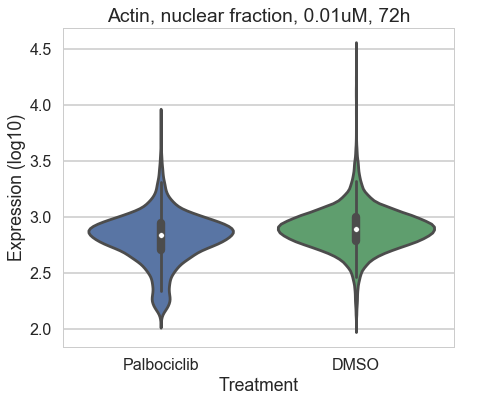 Actin, nuclear fraction, 0.01uM, 72h
Expression (log10)
4.5
4.0
3.5
3.0
2.5
2.0
Palbociclib DMSO
Treatment